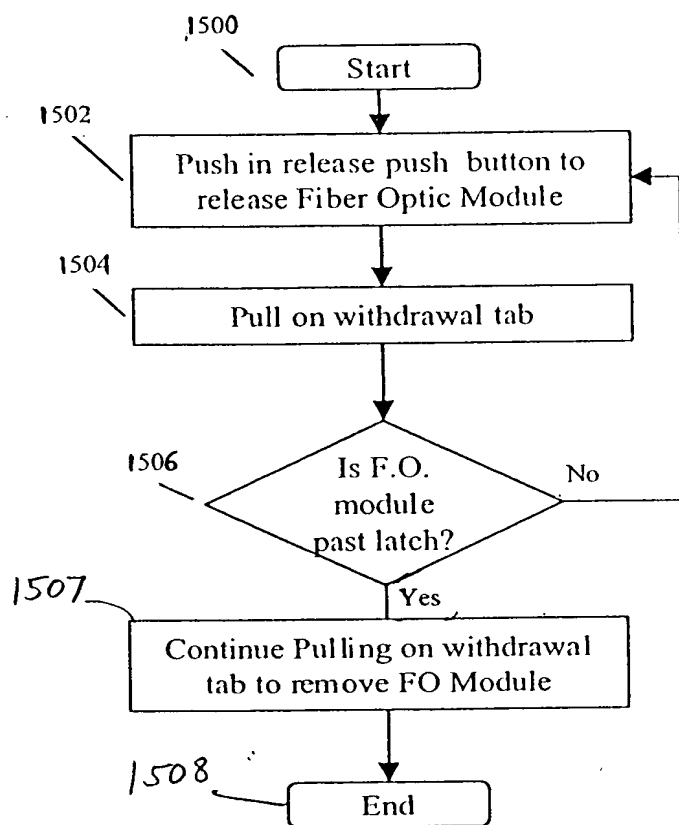 1500
Start
1502
Push in release push button to
release Fiber Optic Module
1504
Pull on withdrawal tab
1506
Is F.O.
module
past latch?
No
Yes
1507
Continue Pulling on withdrawal
tab to remove FO Module
1508
End